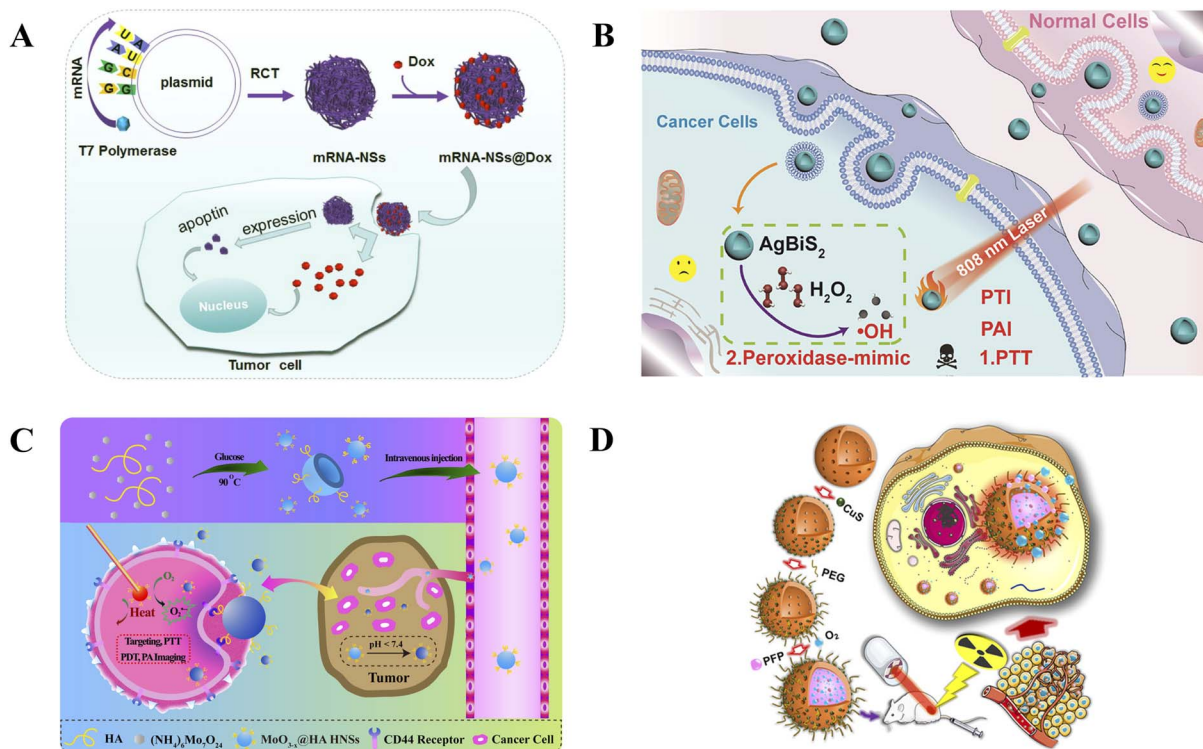 A
mRNA
U
A
A
U
G
C
G
G
plasmid
T7 Polymerase
RCT
Dox
mRNA-NSs
mRNA-NSs@Dox
apoptin
expression
Nucleus
Tumor cell
B
Normal Cells
Cancer Cells
AgBiS2
H2O2
•OH
2.Peroxidase-mimic
808 nm Laser
PTI
PAI
1.PTT
C
Glucose
90 °C
Intravenous injection
O2
Heat
O2•-
Targeting, PTT
PDT, PA Imaging
pH < 7.4
Tumor
HA
(NH4)6Mo7O24
MoO3-x@HA HNSs
CD44 Receptor
Cancer Cell
D
CuS
PEG
O2
PFP